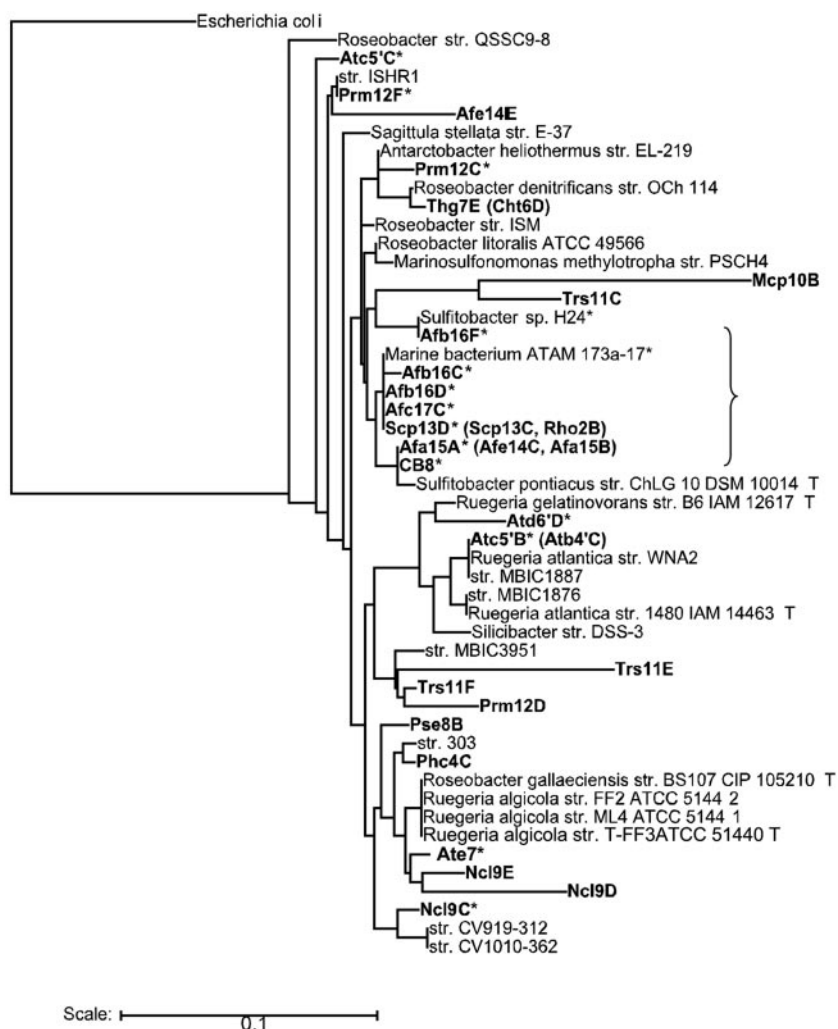 Escherichia coli
Roseobacter str. QSSC9-8
Atc5'C*
str. ISHR1
Prm12F*
Afe14E
Sagittula stellata str. E-37
Antarctobacter heliothermus str. EL-219
Prm12C*
Roseobacter denitrificans str. OCh 114
Thg7E (Cht6D)
Roseobacter str. ISM
Roseobacter litoralis ATCC 49566
Marinosulfonomonas methylotropha str. PSCH4
Mcp10B
Trs11C
Sulfitobacter sp. H24*
Afb16F*
Marine bacterium ATAM 173a-17*
Afb16C*
Afb16D*
Afc17C*
Scp13D* (Scp13C, Rho2B)
Afa15A* (Afe14C, Afa15B)
CB8*
Sulfitobacter pontiacus str. ChLG 10 DSM 10014 T
Ruegeria gelatinovorans str. B6 IAM 12617 T
Atd6'D*
Atc5'B* (Atb4'C)
Ruegeria atlantica str. WNA2
str. MBIC1887
str. MBIC1876
Ruegeria atlantica str. 1480 IAM 14463 T
Silicibacter str. DSS-3
str. MBIC3951
Trs11E
Trs11F
Prm12D
Pse8B
str. 303
Phc4C
Roseobacter gallaeciensis str. BS107 CIP 105210 T
Ruegeria algicola str. FF2 ATCC 5144 2
Ruegeria algicola str. ML4 ATCC 5144 1
Ruegeria algicola str. T-FF3ATCC 51440 T
Ate7*
Ncl9E
Ncl9D
Ncl9C*
str. CV919-312
str. CV1010-362
Scale:
0.1